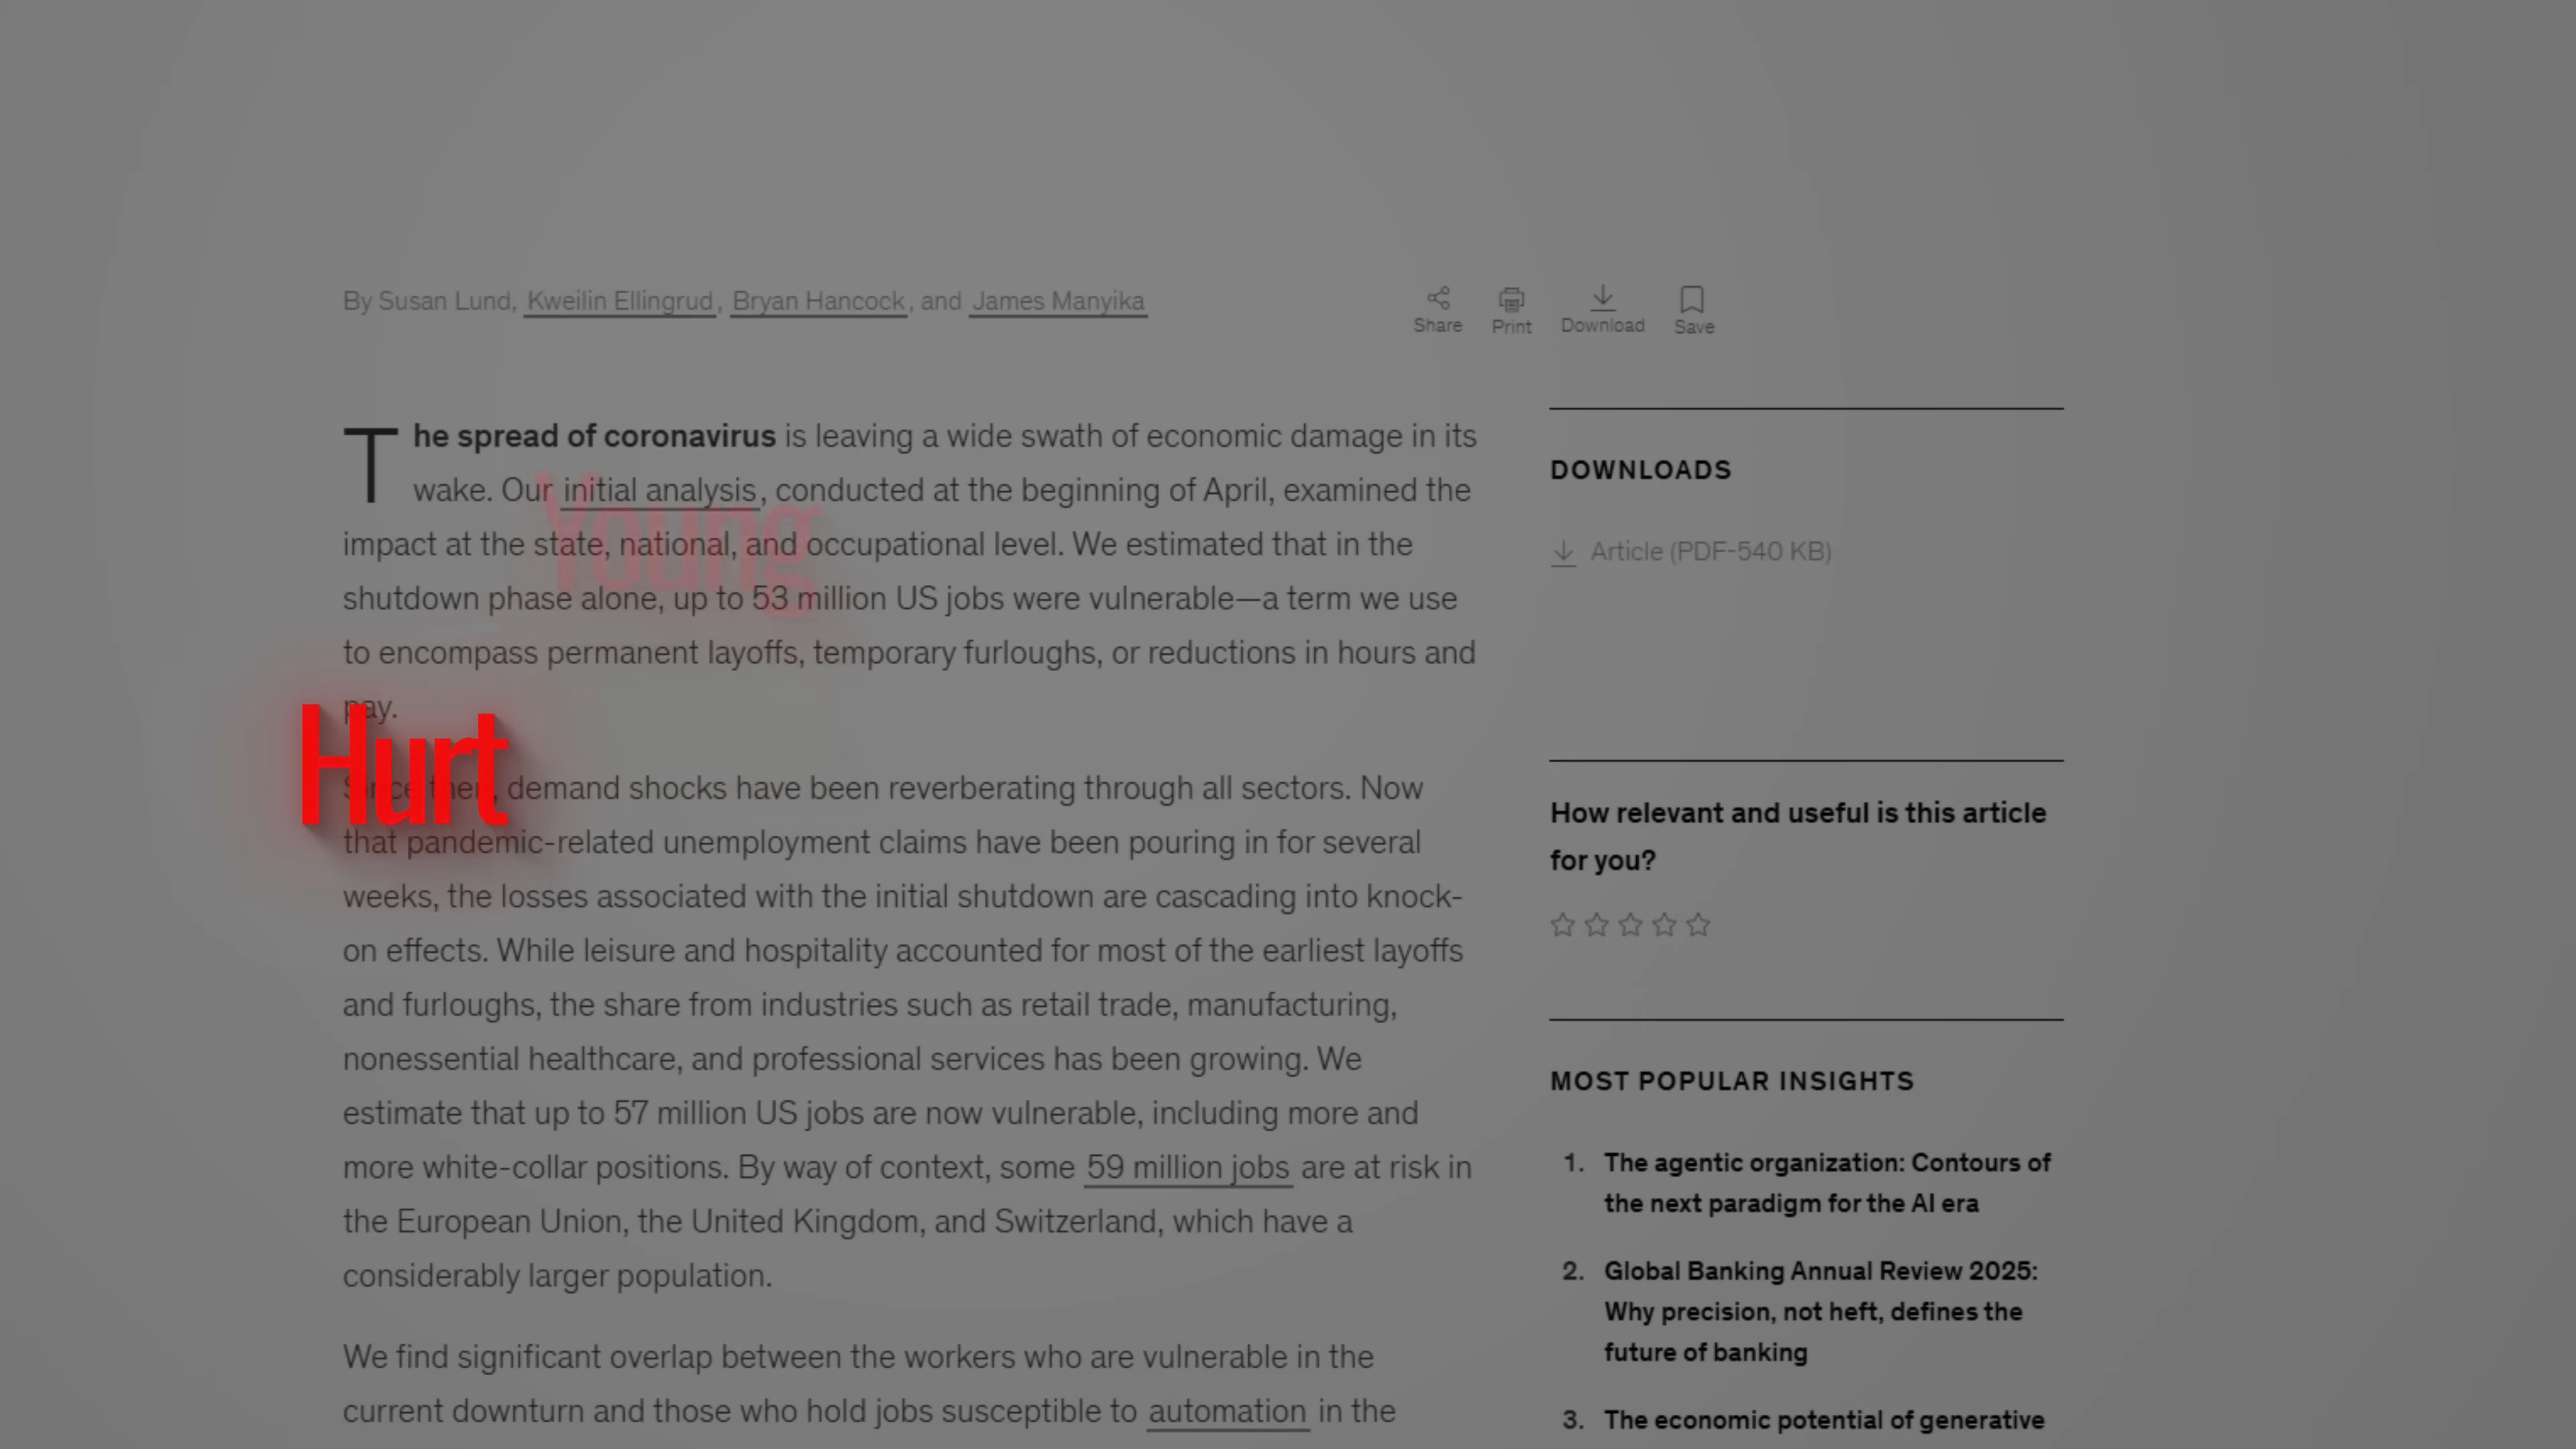 By Susan Lund, Kweilin Ellingrud, Bryan Hancock, and James Manyika
Share
Print
Download
Save
The spread of coronavirus is leaving a wide swath of economic damage in its
wake. Our initial analysis, conducted at the beginning of April, examined the
Young
impact at the state, national, and occupational level. We estimated that in the
shutdown phase alone, up to 53 million US jobs were vulnerable—a term we use
to encompass permanent layoffs, temporary furloughs, or reductions in hours and
pay.
Hurt
Since then, demand shocks have been reverberating through all sectors. Now
that pandemic-related unemployment claims have been pouring in for several
weeks, the losses associated with the initial shutdown are cascading into knock-
on effects. While leisure and hospitality accounted for most of the earliest layoffs
and furloughs, the share from industries such as retail trade, manufacturing,
nonessential healthcare, and professional services has been growing. We
estimate that up to 57 million US jobs are now vulnerable, including more and
more white-collar positions. By way of context, some 59 million jobs are at risk in
the European Union, the United Kingdom, and Switzerland, which have a
considerably larger population.
We find significant overlap between the workers who are vulnerable in the
current downturn and those who hold jobs susceptible to automation in the
DOWNLOADS
Article (PDF-540 KB)
How relevant and useful is this article
for you?
MOST POPULAR INSIGHTS
1. The agentic organization: Contours of
the next paradigm for the AI era
2. Global Banking Annual Review 2025:
Why precision, not heft, defines the
future of banking
3. The economic potential of generative